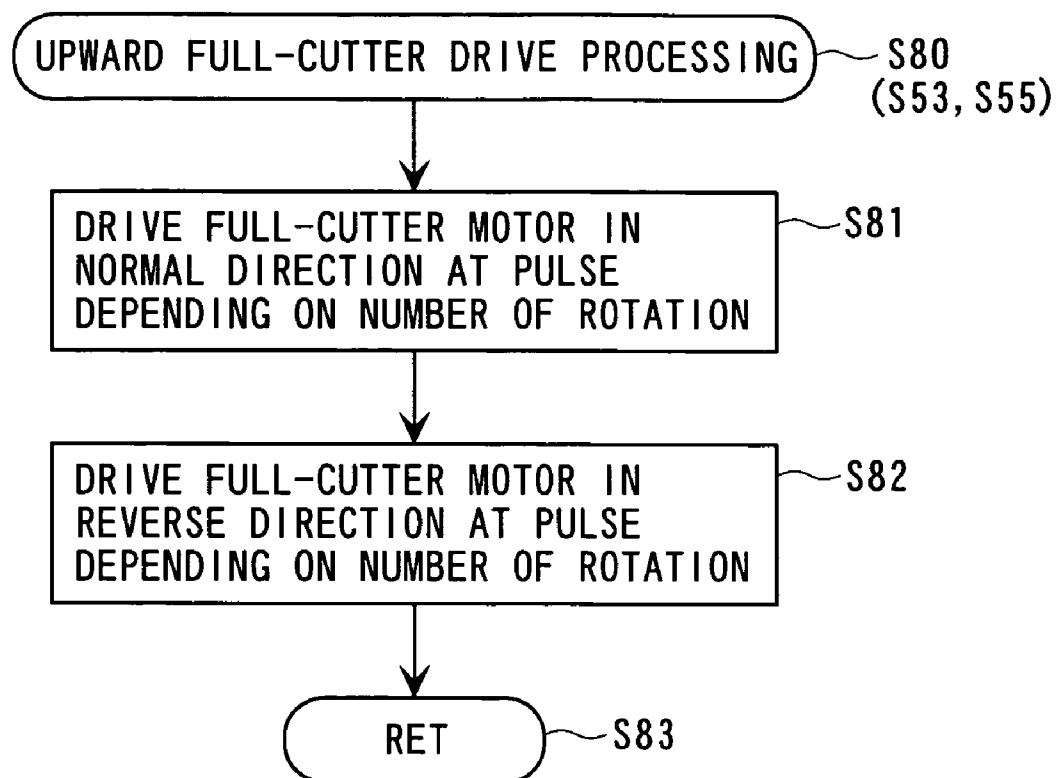 UPWARD FULL-CUTTER DRIVE PROCESSING
S80
(S53, S55)
DRIVE FULL-CUTTER MOTOR IN
NORMAL DIRECTION AT PULSE
DEPENDING ON NUMBER OF ROTATION
S81
DRIVE FULL-CUTTER MOTOR IN
REVERSE DIRECTION AT PULSE
DEPENDING ON NUMBER OF ROTATION
S82
RET
S83